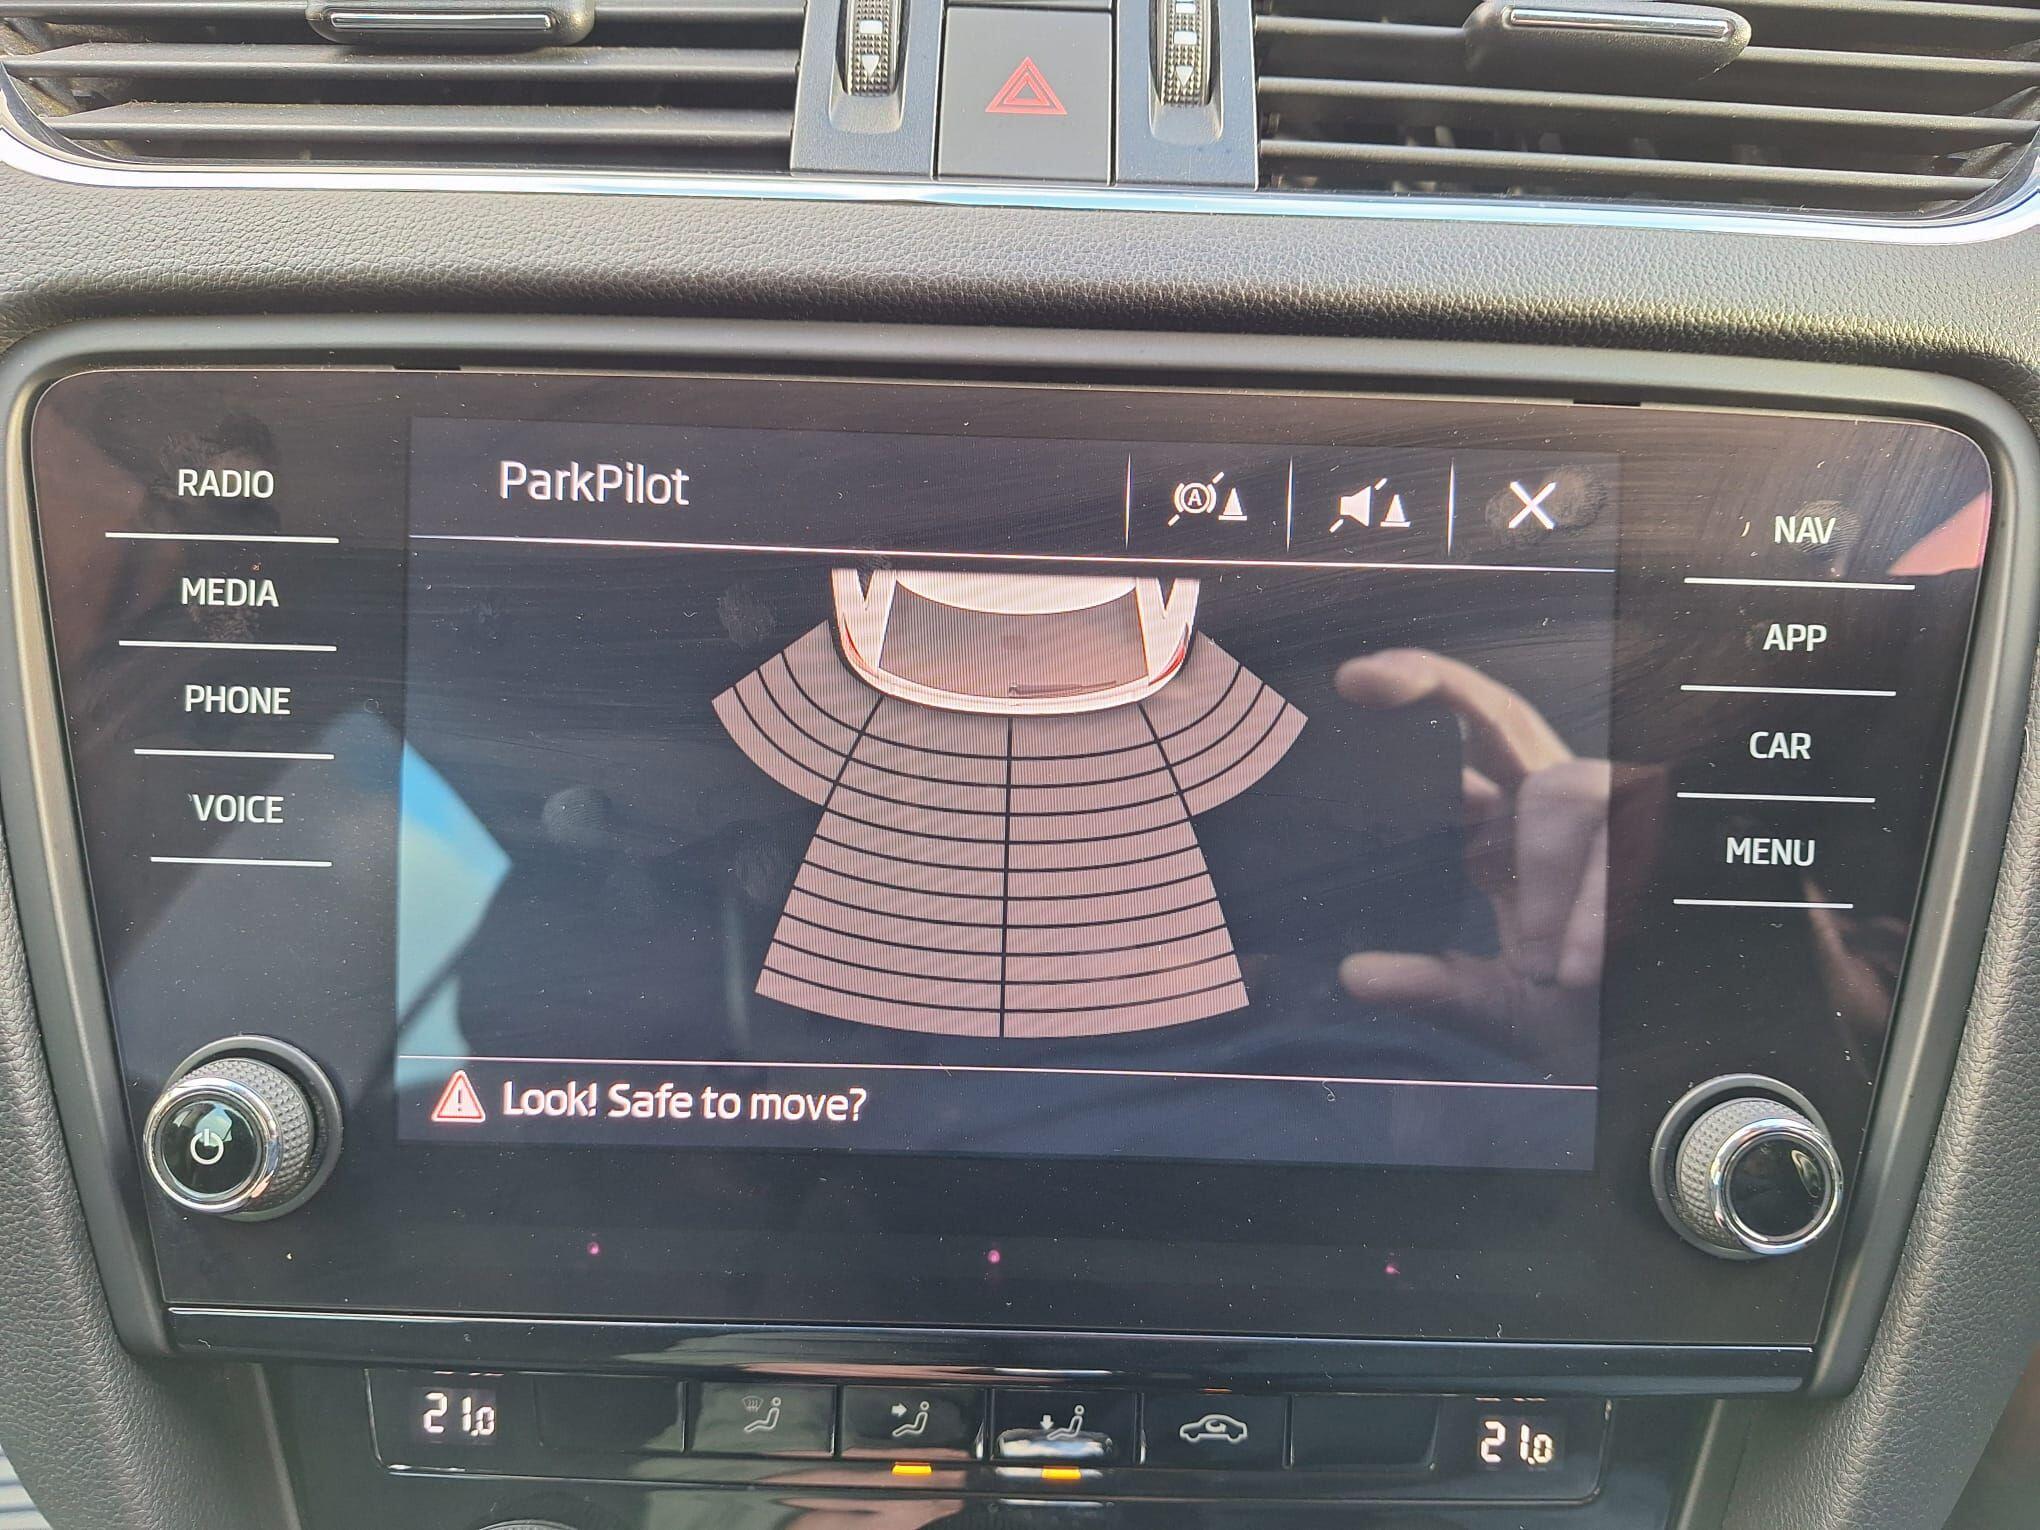 RADIO
MEDIA
PHONE
VOICE
ParkPilot
A
Look! Safe to move?
NAV
APP
CAR
MENU
21,0
21,0